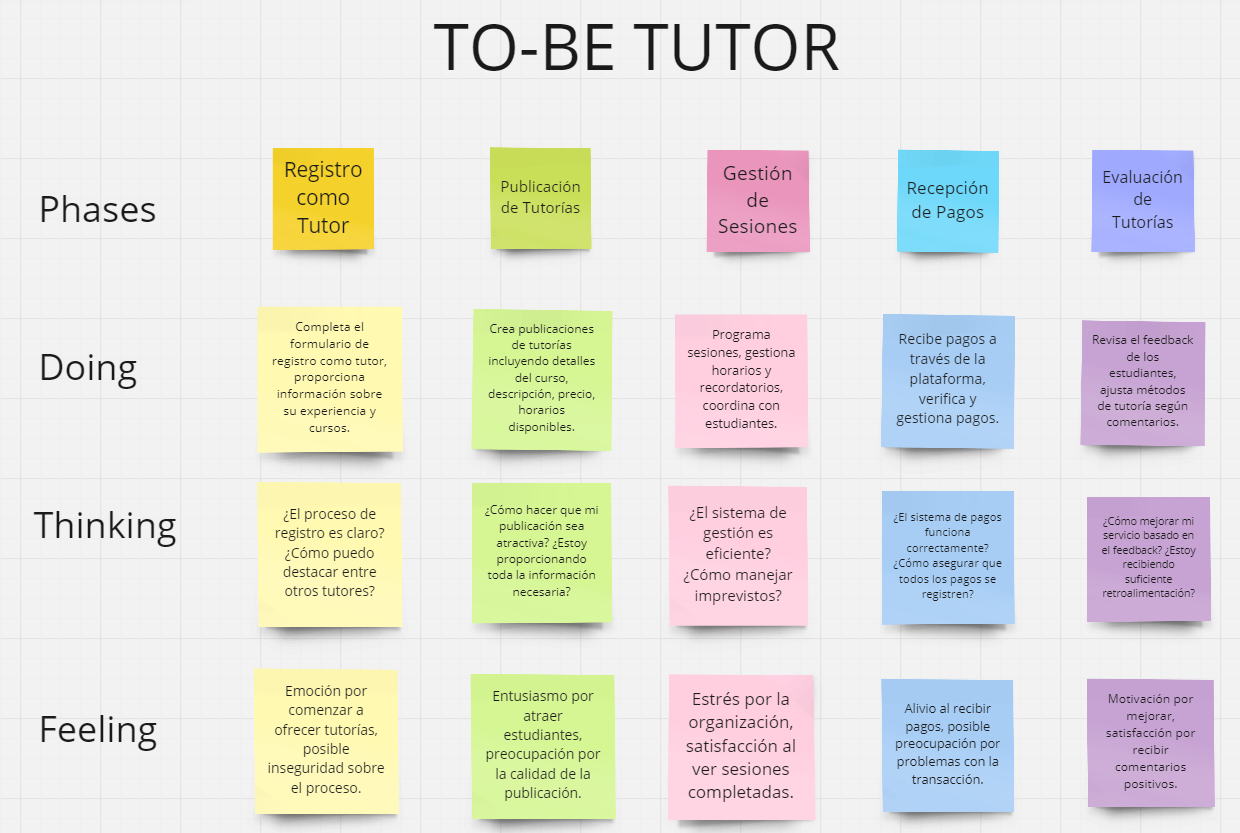 TO-BE TUTOR
Phases
Registro
como
Tutor
Publicación
de Tutorías
Gestión
de
Sesiones
Recepción
de Pagos
Evaluación
de
Tutorías
Doing
Completa el
formulario de
registro como tutor,
proporciona
información sobre
su experiencia y
cursos.
Crea publicaciones
de tutorías
incluyendo detalles
del curso,
descripción, precio,
horarios
disponibles.
Programa
sesiones, gestiona
horarios y
recordatorios,
coordina con
estudiantes.
Recibe pagos a
través de la
plataforma,
verifica y
gestiona pagos.
Revisa el feedback
de los
estudiantes,
ajusta métodos
de tutoría según
comentarios.
Thinking
¿El proceso de
registro es claro?
¿Cómo puedo
destacar entre
otros tutores?
¿Cómo hacer que mi
publicación sea
atractiva? ¿Estoy
proporcionando
toda la información
necesaria?
¿El sistema de
gestión es
eficiente?
¿Cómo manejar
imprevistos?
¿El sistema de pagos
funciona
correctamente?
¿Cómo asegurar que
todos los pagos se
registren?
¿Cómo mejorar mi
servicio basado en
el feedback? ¿Estoy
recibiendo
suficiente
retroalimentación?
Feeling
Emoción por
comenzar a
ofrecer tutorías,
posible
inseguridad sobre
el proceso.
Entusiasmo por
atraer
estudiantes,
preocupación por
la calidad de la
publicación.
Estrés por la
organización,
satisfacción al
ver sesiones
completadas.
Alivio al recibir
pagos, posible
preocupación por
problemas con la
transacción.
Motivación por
mejorar,
satisfacción por
recibir
comentarios
positivos.